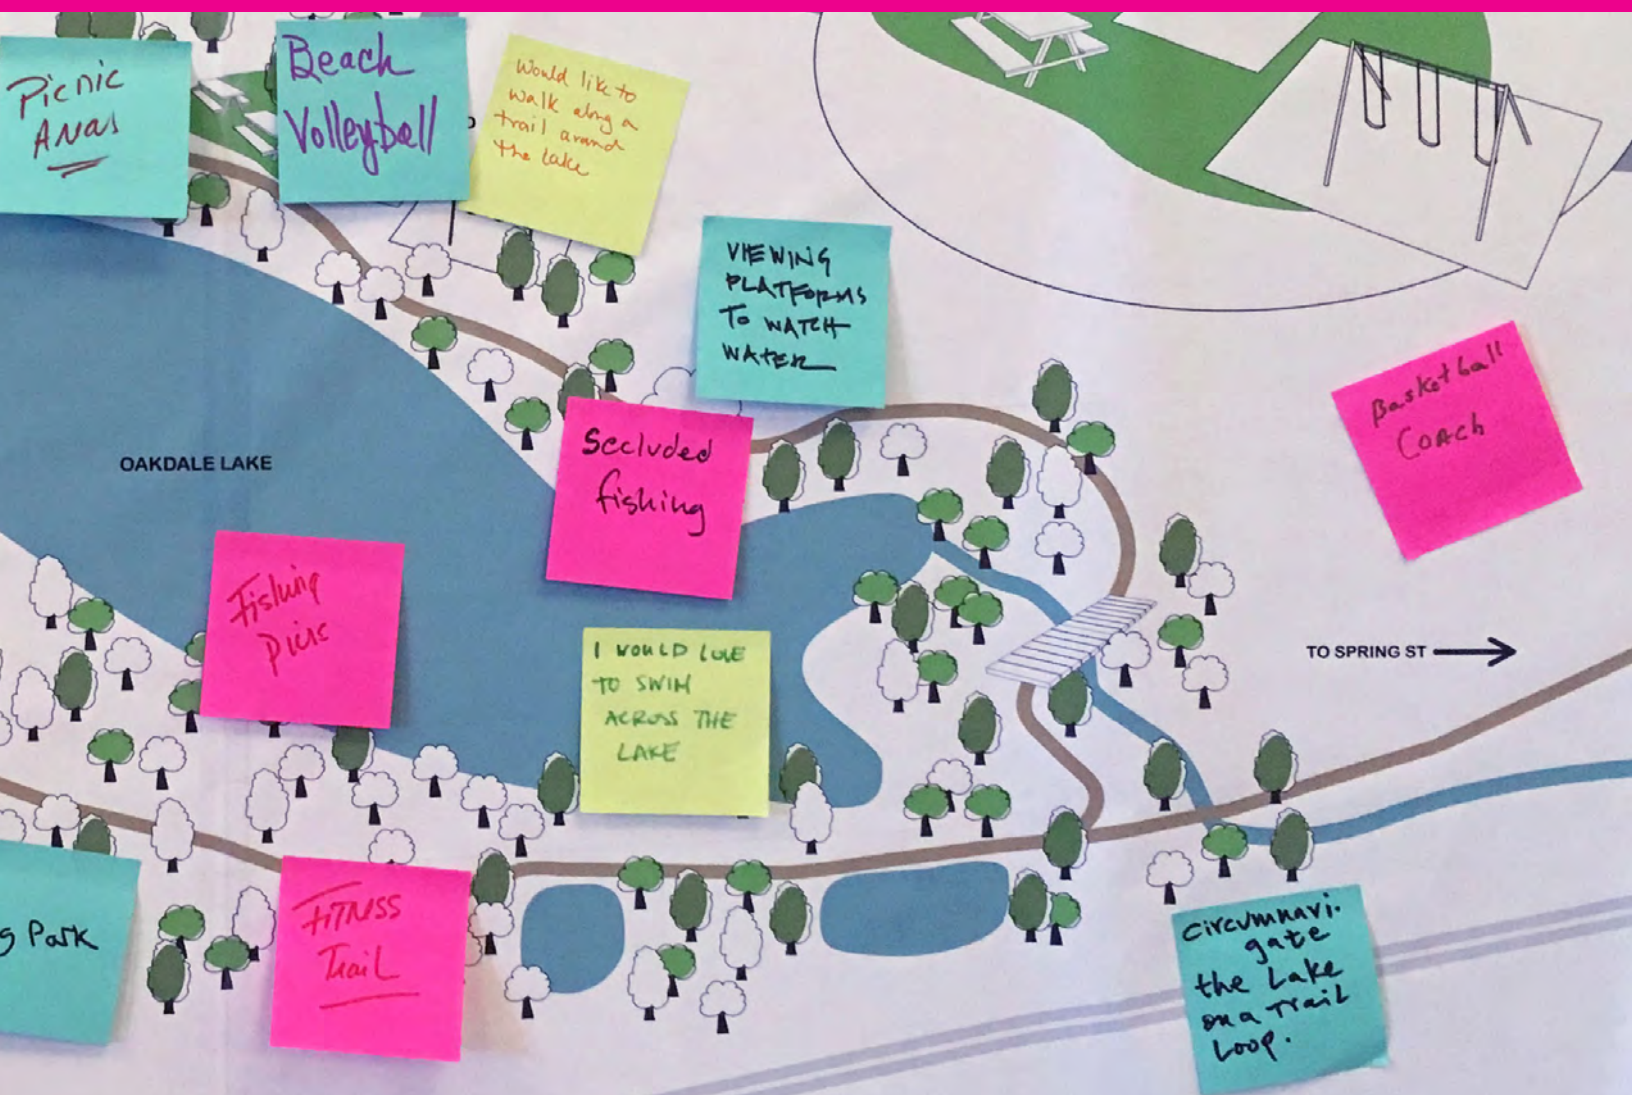 Picnic
Areas
Beach
Volleyball
Would like to
walk along a
trail around
the lake
VIEWING
PLATFORMS
TO WATCH
WATER
Basketball
Coach
OAKDALE LAKE
Secluded
fishing
Fishing
Piers
I WOULD LOVE
TO SWIM
ACROSS THE
LAKE
TO SPRING ST
g Park
FITNESS
Trail
circumnavi-
gate
the Lake
on a Trail
Loop.